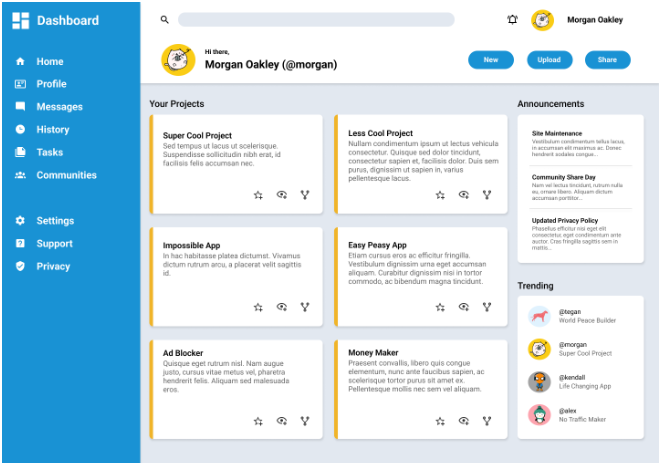 Dashboard
Home
Profile
Messages
History
Tasks
Communities
Settings
Support
Privacy
Morgan Oakley
Hi there,
Morgan Oakley (@morgan)
New
Upload
Share
Your Projects
Super Cool Project
Sed tempus ut lacus ut scelerisque.
Suspendisse sollicitudin nibh erat, id
facilisis felis accumsan nec.
Less Cool Project
Nullam condimentum ipsum ut lectus vehicula
consectetur. Quisque sed dolor tincidunt,
consectetur sapien et, facilisis dolor. Duis sem
purus, dignissim ut sapien in, varius
pellentesque lacus.
Impossible App
In hac habitasse platea dictumst. Vivamus
dictum rutrum arcu, a placerat velit sagittis
id.
Easy Peasy App
Etiam cursus eros ac efficitur fringilla.
Vestibulum dignissim urna eget accumsan
aliquam. Curabitur dignissim nisi in tortor
commodo, ac bibendum magna tincidunt.
Ad Blocker
Quisque eget rutrum nisl. Nam augue
justo, cursus vitae metus vel, pharetra
hendrerit felis. Aliquam sed malesuada
eros.
Money Maker
Praesent convallis, libero quis congue
elementum, nunc ante faucibus sapien, ac
scelerisque tortor purus sit amet ex.
Pellentesque mollis nec sem vel aliquam.
Announcements
Site Maintenance
Vestibulum condimentum tellus lacus,
in accumsan elit maximus ac. Donec
hendrerit sodales congue...
Community Share Day
Nam vel lectus tincidunt, rutrum nulla
eu, ornare libero. Aliquam dictum
accumsan porttitor...
Updated Privacy Policy
Phasellus efficitur nisi eget elit
consectetur, eget condimentum ante
auctor. Cras fringilla sagittis sem in
mattis...
Trending
@tegan
World Peace Builder
@morgan
Super Cool Project
@kendall
Life Changing App
@alex
No Traffic Maker